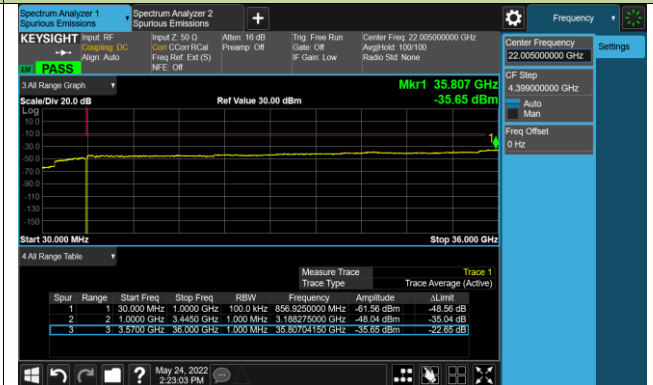 Spectrum Analyzer 1
Spurious Emissions
Spectrum Analyzer 2
Spurious Emissions
Frequency
KEYSIGHT
Input: RF
Coupling: DC
Align: Auto
Input Z: 50 Ω
Corr CCorr RCal
Freq Ref: Ext (S)
NFE: Off
Atten: 16 dB
Preamp: Off
Trig: Free Run
Gate: Off
IF Gain: Low
Center Freq: 22.005000000 GHz
Avg|Hold: 100/100
Radio Std: None
PASS
Center Frequency
22.005000000 GHz
Settings
CF Step
4.399000000 GHz
Auto
Man
Freq Offset
0 Hz
3 All Range Graph
Mkr1 35.807 GHz
Scale/Div 20.0 dB
Ref Value 30.00 dBm
-35.65 dBm
Log
10.0
-10.0
-30.0
-50.0
-70.0
-90.0
-110
-130
-150
1
Start 30.000 MHz
Stop 36.000 GHz
4 All Range Table
Measure Trace Trace 1
Trace Type Trace Average (Active)
Spur Range Start Freq Stop Freq RBW Frequency Amplitude ΔLimit
1 1 30.000 MHz 1.0000 GHz 100.0 kHz 856.9250000 MHz -61.56 dBm -48.56 dB
2 2 1.0000 GHz 3.4450 GHz 1.000 MHz 3.188275000 GHz -48.04 dBm -35.04 dB
3 3 3.5700 GHz 36.000 GHz 1.000 MHz 35.80704150 GHz -35.65 dBm -22.65 dB
May 24, 2022
2:23:03 PM